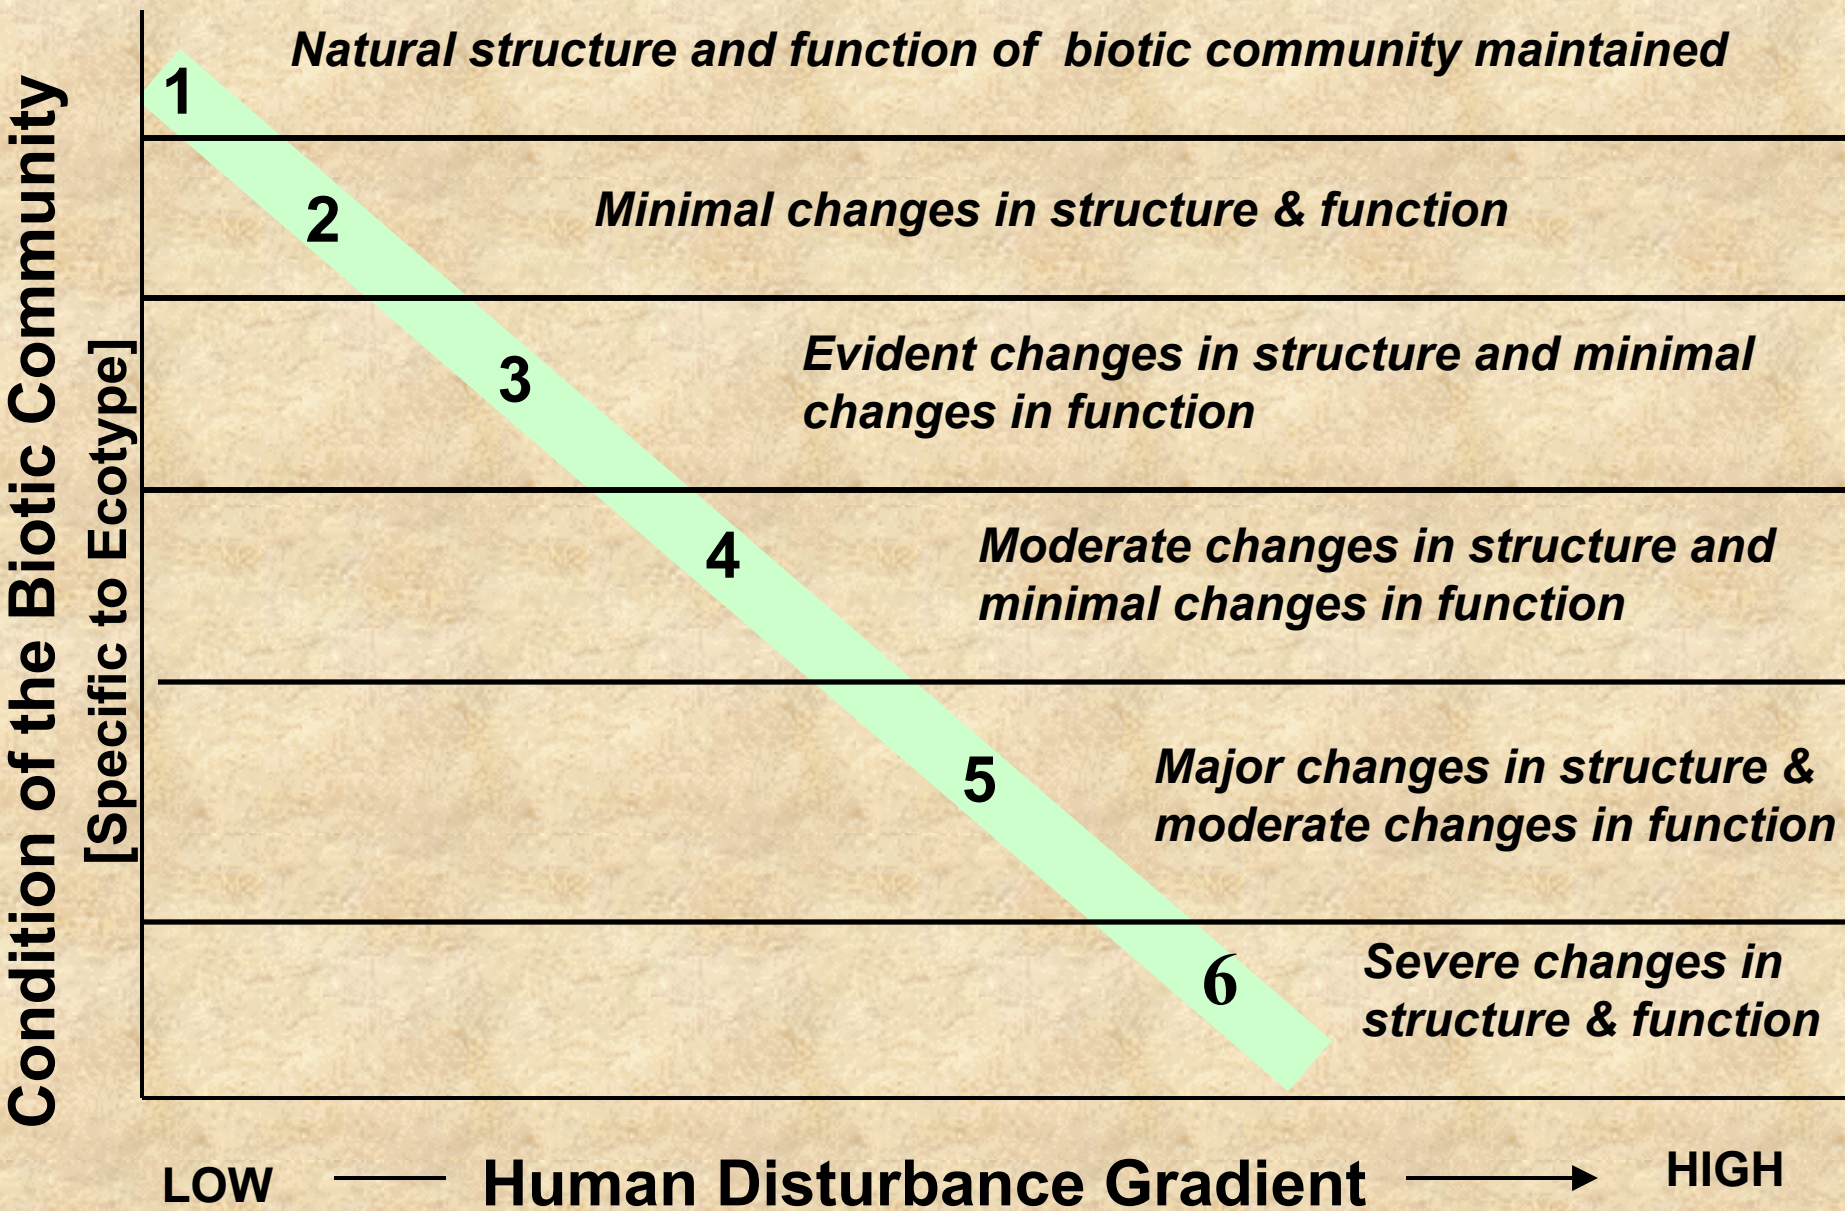 Condition of the Biotic Community
[Specific to Ecotype]
Natural structure and function of biotic community maintained
1
2
Minimal changes in structure & function
3
Evident changes in structure and minimal
changes in function
4
Moderate changes in structure and
minimal changes in function
5
Major changes in structure &
moderate changes in function
6
Severe changes in
structure & function
LOW
Human Disturbance Gradient
HIGH